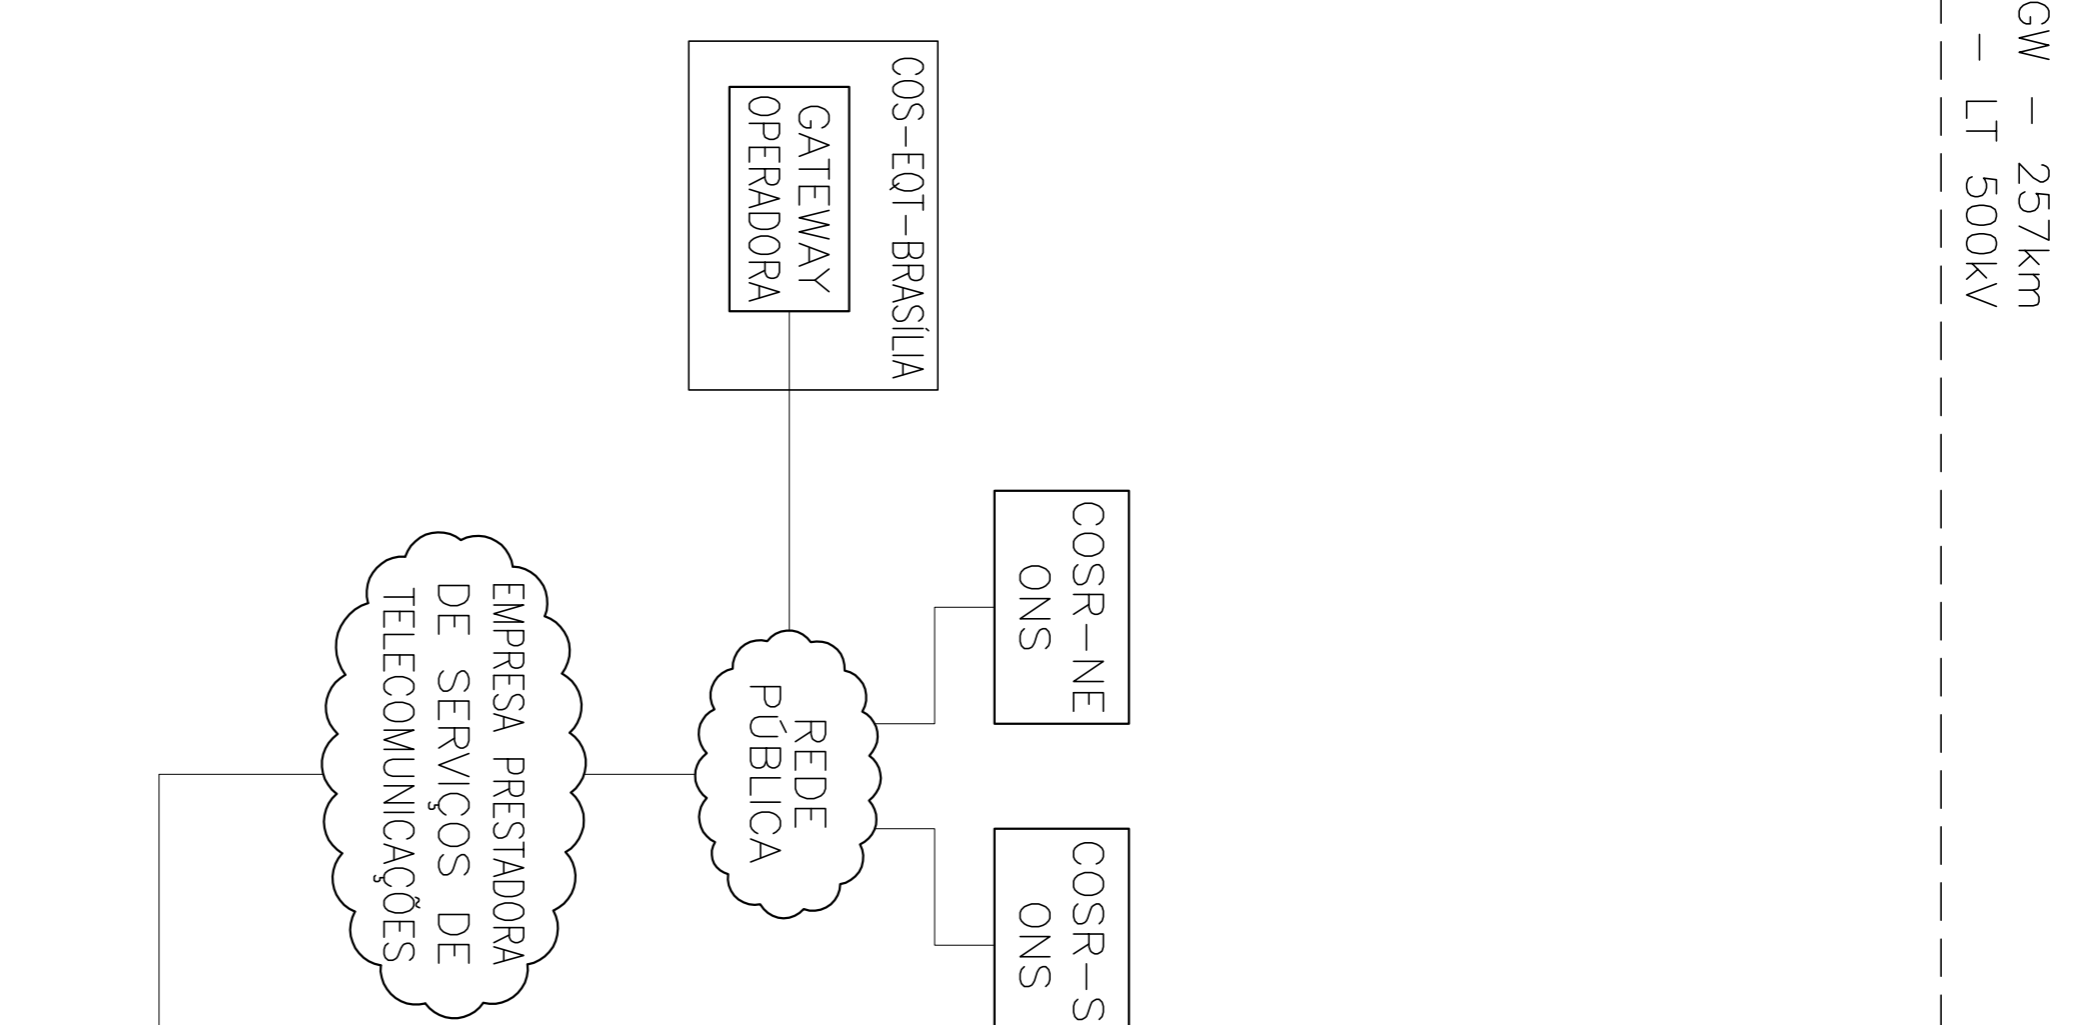 GW - 257km
- LT 500kV
COS-EQT-BRASÍLIA
GATEWAY
OPERADORA
COSR-NE
ONS
COSR-S
ONS
REDE
PÚBLICA
EMPRESA PRESTADORA
DE SERVIÇOS DE
TELECOMUNICAÇÕES